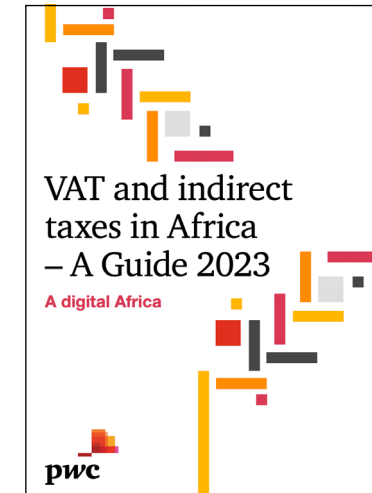 VAT and indirect
taxes in Africa
– A Guide 2023
A digital Africa
pwc